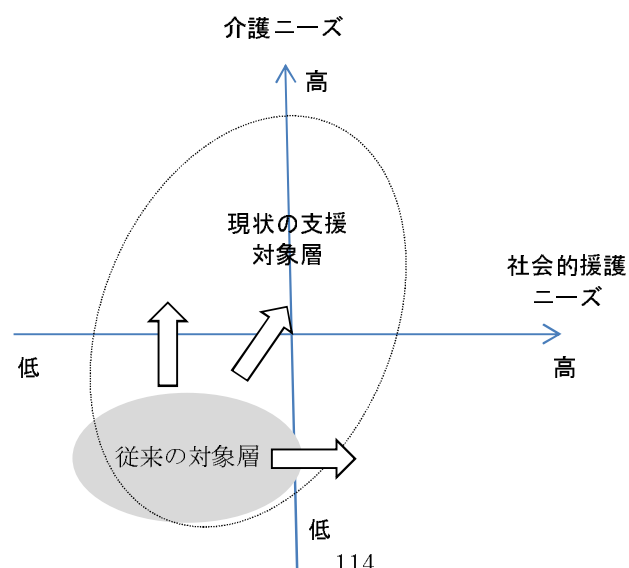 介護ニーズ
高
現状の支援
対象層
社会的援護
ニーズ
低
高
従来の対象層
低
114